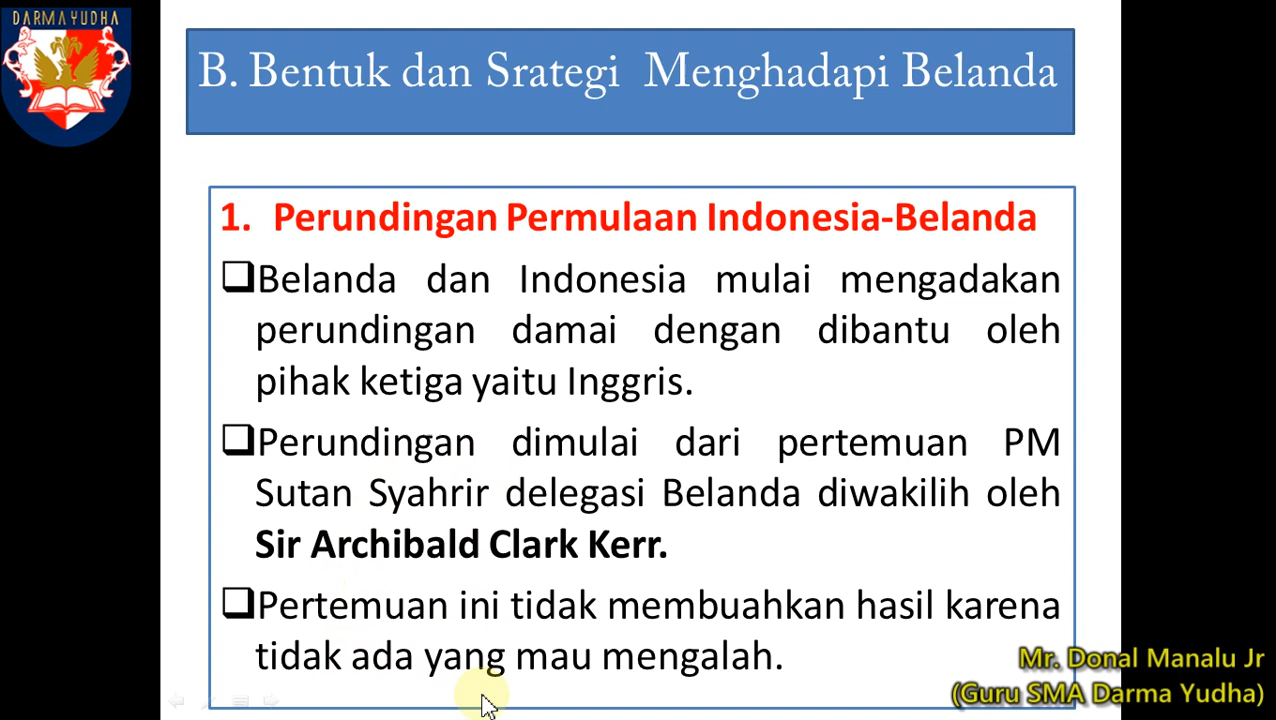 DARMA YUDHA
B. Bentuk dan Srategi Menghadapi Belanda
1. Perundingan Permulaan Indonesia-Belanda
Belanda dan Indonesia mulai mengadakan
perundingan damai dengan dibantu oleh
pihak ketiga yaitu Inggris.
Perundingan dimulai dari pertemuan PM
Sutan Syahrir delegasi Belanda diwakilih oleh
Sir Archibald Clark Kerr.
Pertemuan ini tidak membuahkan hasil karena
tidak ada yang mau mengalah.
Mr. Donal Manalu Jr
(Guru SMA Darma Yudha)